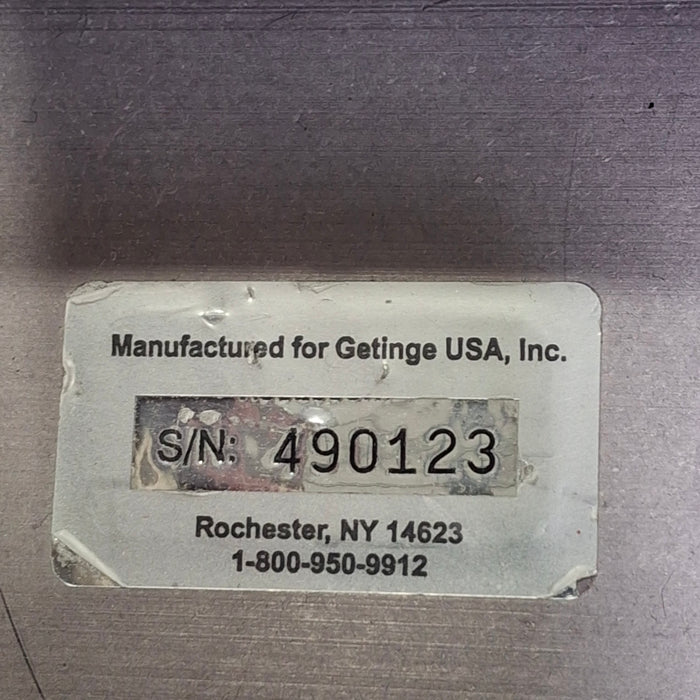 Manufactured for Getinge USA, Inc.
S/N: 490123
Rochester, NY 14623
1-800-950-9912